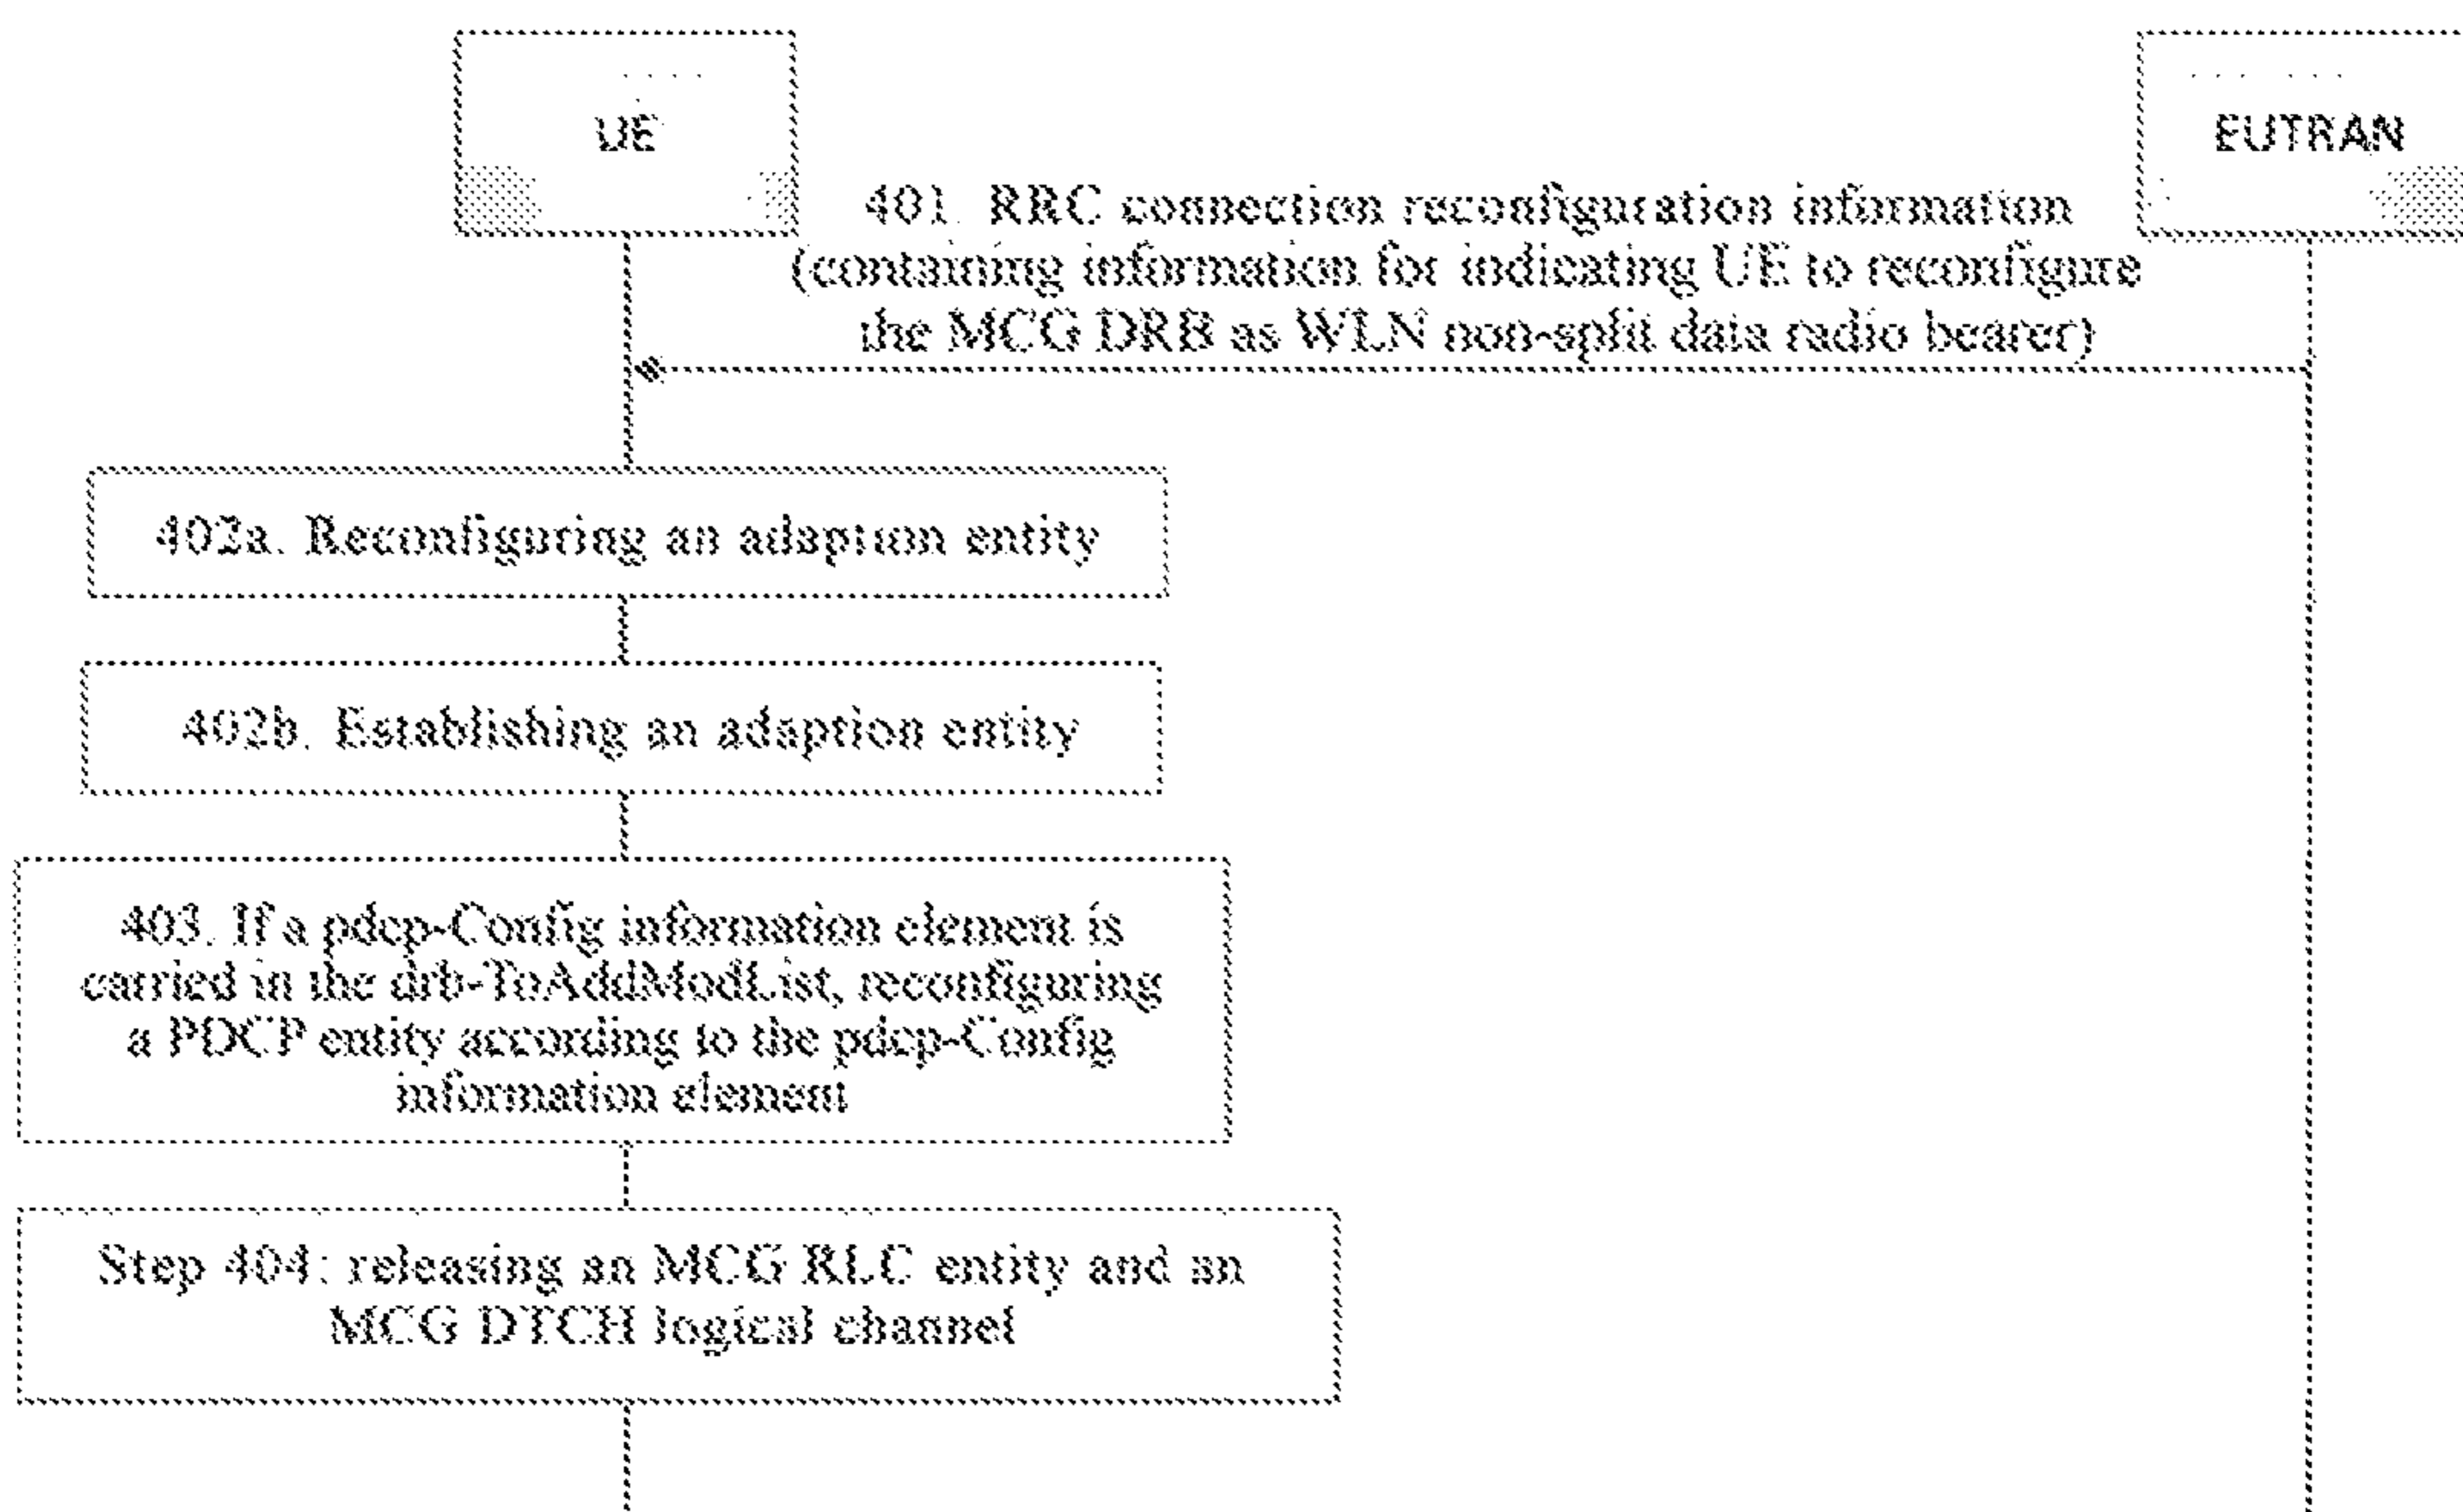 UE
EUTRAN
401. RRC connection reconfiguration information
(containing information for indicating UE to reconfigure
the MCG DRB as WLN non-split data radio bearer)
402a. Reconfiguring an adaption entity
402b. Establishing an adaption entity
403. If a pdcp-Config information element is
carried in the drb-ToAddModList, reconfiguring
a PDCP entity according to the pdcp-Config
information element
Step 404: releasing an MCG RLC entity and an
MCG DTCH logical channel